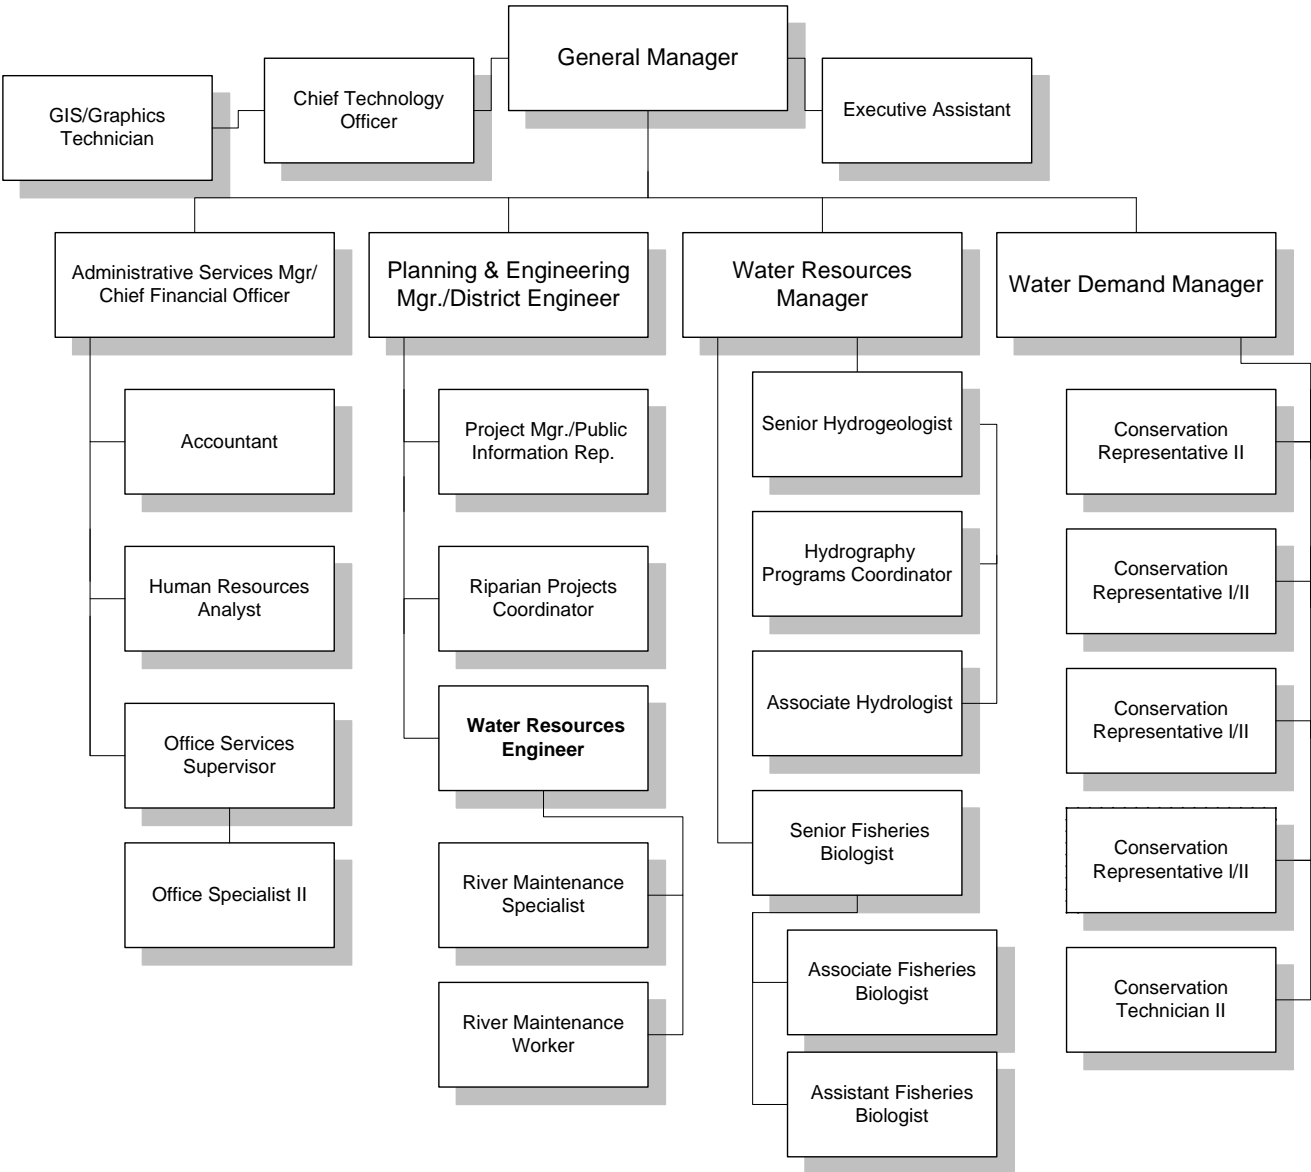 General Manager
Chief Technology
Officer
Executive Assistant
GIS/Graphics
Technician
Administrative Services Mgr/
Chief Financial Officer
Planning & Engineering
Mgr./District Engineer
Water Resources
Manager
Water Demand Manager
Accountant
Human Resources
Analyst
Office Services
Supervisor
Office Specialist II
Project Mgr./Public
Information Rep.
Riparian Projects
Coordinator
Water Resources
Engineer
River Maintenance
Specialist
River Maintenance
Worker
Senior Hydrogeologist
Hydrography
Programs Coordinator
Associate Hydrologist
Senior Fisheries
Biologist
Associate Fisheries
Biologist
Assistant Fisheries
Biologist
Conservation
Representative II
Conservation
Representative I/II
Conservation
Representative I/II
Conservation
Representative I/II
Conservation
Technician II